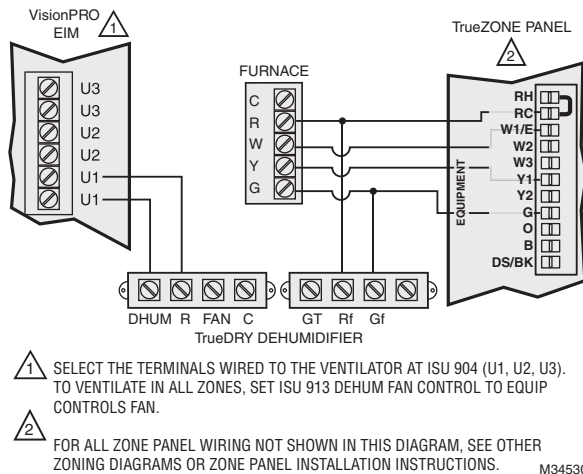 VisionPRO
EIM
1
TrueZONE PANEL
2
U3
U3
U2
U2
U1
U1
FURNACE
C
R
W
Y
G
EQUIPMENT
RH
RC
W1/E
W2
W3
Y1
Y2
G
O
B
DS/BK
DHUM R FAN C
GT Rf Gf
TrueDRY DEHUMIDIFIER
1 SELECT THE TERMINALS WIRED TO THE VENTILATOR AT ISU 904 (U1, U2, U3).
TO VENTILATE IN ALL ZONES, SET ISU 913 DEHUM FAN CONTROL TO EQUIP
CONTROLS FAN.
2
FOR ALL ZONE PANEL WIRING NOT SHOWN IN THIS DIAGRAM, SEE OTHER
ZONING DIAGRAMS OR ZONE PANEL INSTALLATION INSTRUCTIONS.